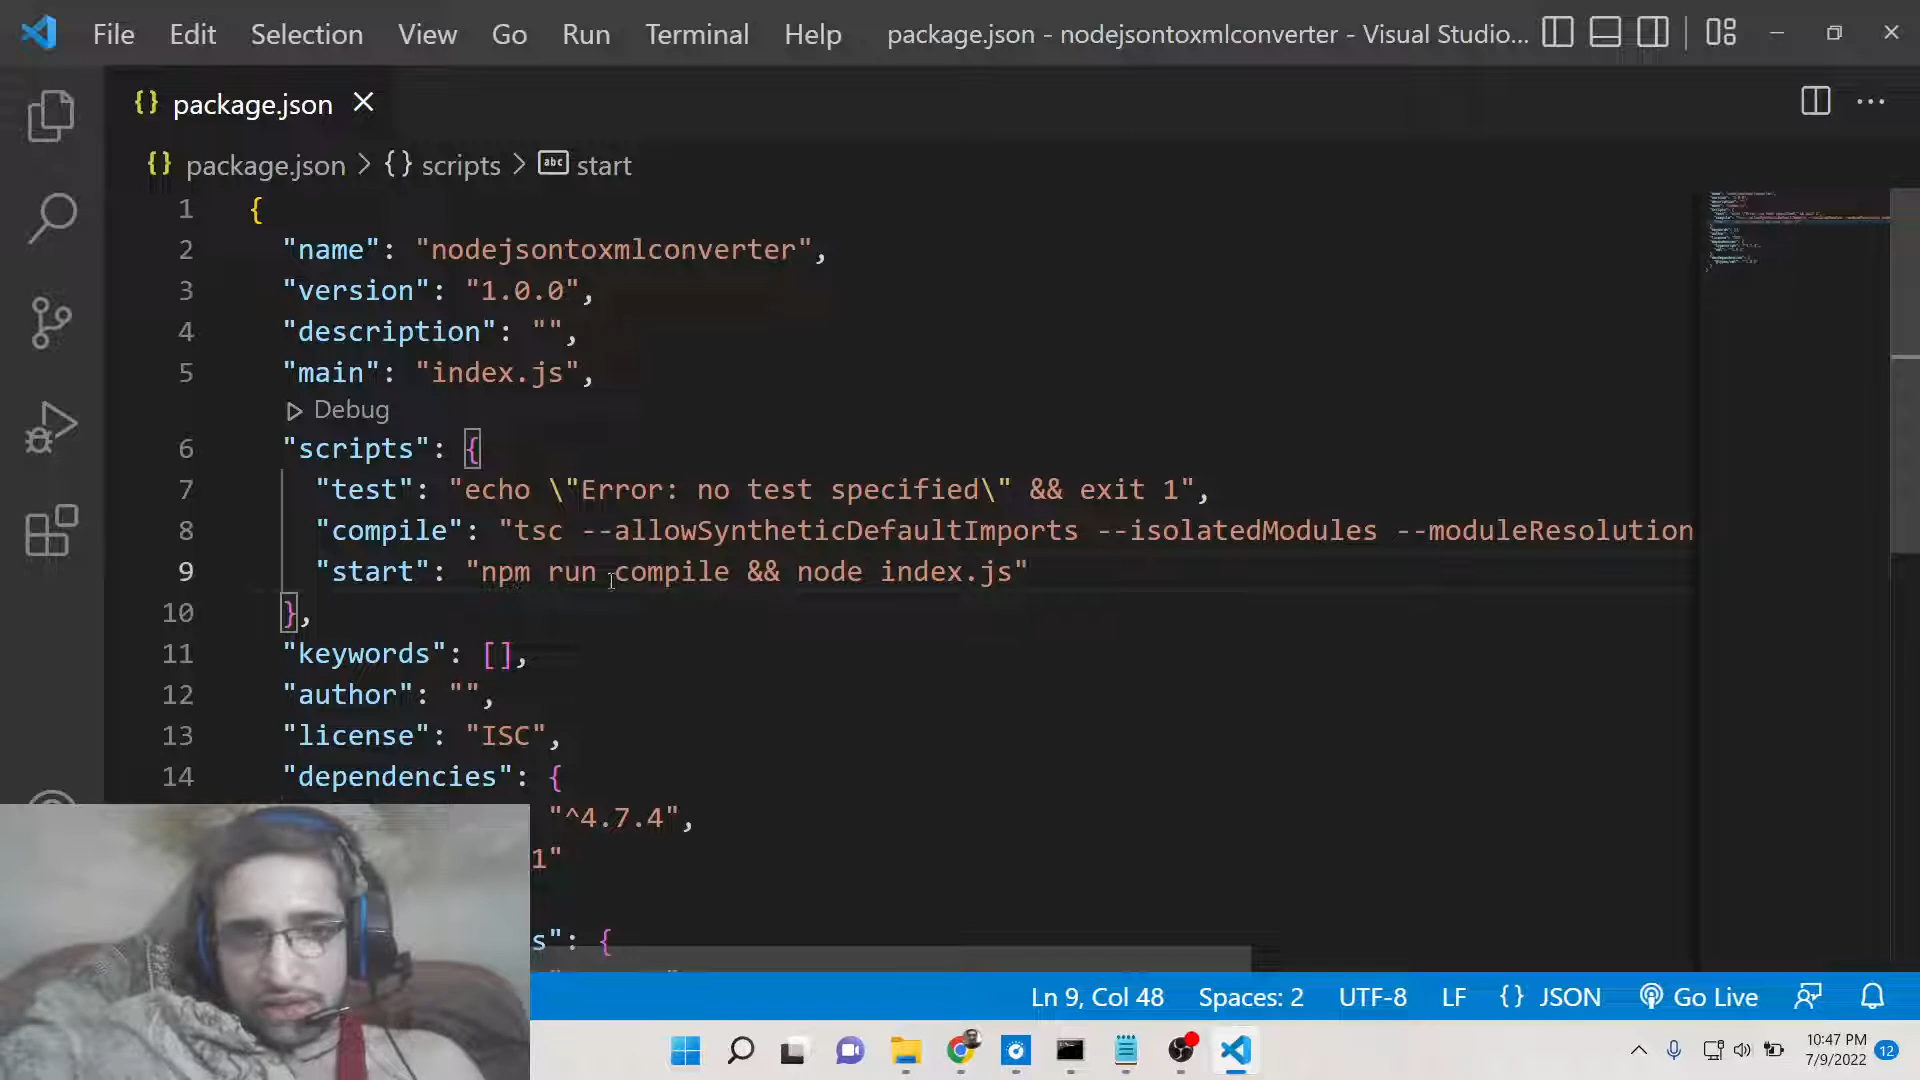 File Edit Selection View Go Run Terminal Help package.json - nodejsontoxmlconverter - Visual Studio...
{} package.json
{} package.json > {} scripts > abc start
1 {
2 "name": "nodejsontoxmlconverter",
3 "version": "1.0.0",
4 "description": "",
5 "main": "index.js",
Debug
6 "scripts": {
7 "test": "echo \"Error: no test specified\" && exit 1",
8 "compile": "tsc --allowSyntheticDefaultImports --isolatedModules --moduleResolution
9 "start": "npm run compile && node index.js"
10 },
11 "keywords": [],
12 "author": "",
13 "license": "ISC",
14 "dependencies": {
"^4.7.4",
1"
s": {
Ln 9, Col 48 Spaces: 2 UTF-8 LF {} JSON Go Live
10:47 PM
7/9/2022
12